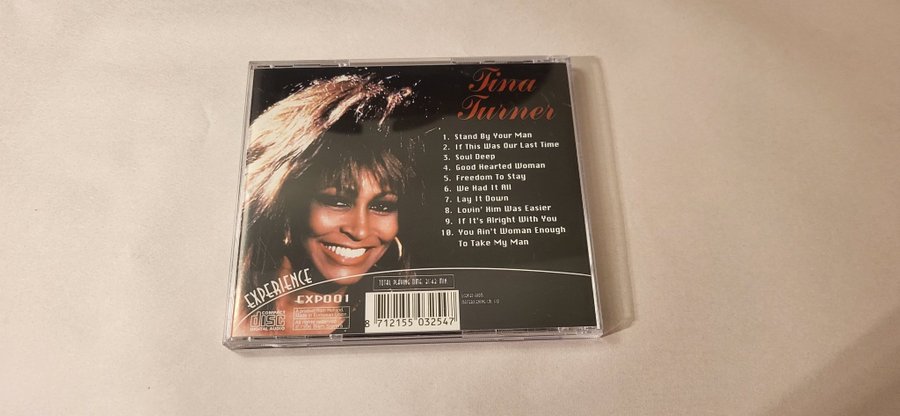 Tina
Turner
1. Stand By Your Man
2. If This Was Our Last Time
3. Soul Deep
4. Good Hearted Woman
5. Freedom To Stay
6. We Had It All
7. Lay It Down
8. Lovin' Him Was Easier
9. If It's Alright With You
10. You Ain't Woman Enough
To Take My Man
EXPERIENCE
EXP001
TOTAL PLAYING TIME:
COMPACT
disc
DIGITAL AUDIO
8 712155 032547